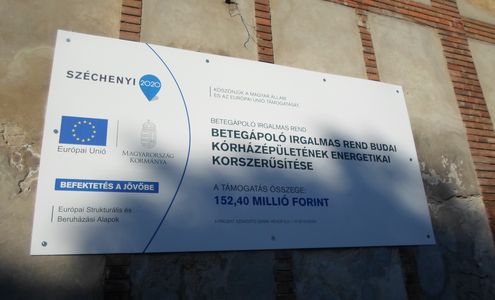 SZÉCHENYI 2020
KÖSZÖNJÜK A MAGYAR ÁLLAM
ÉS AZ EURÓPAI UNIÓ TÁMOGATÁSÁT.
Európai Unió
MAGYARORSZÁG
KORMÁNYA
BEFEKTETÉS A JÖVŐBE
Európai Strukturális és
Beruházási Alapok
BETEGÁPOLÓ IRGALMAS REND
BETEGÁPOLÓ IRGALMAS REND BUDAI
KÓRHÁZÉPÜLETÉNEK ENERGETIKAI
KORSZERŰSÍTÉSE
A TÁMOGATÁS ÖSSZEGE:
152,40 MILLIÓ FORINT